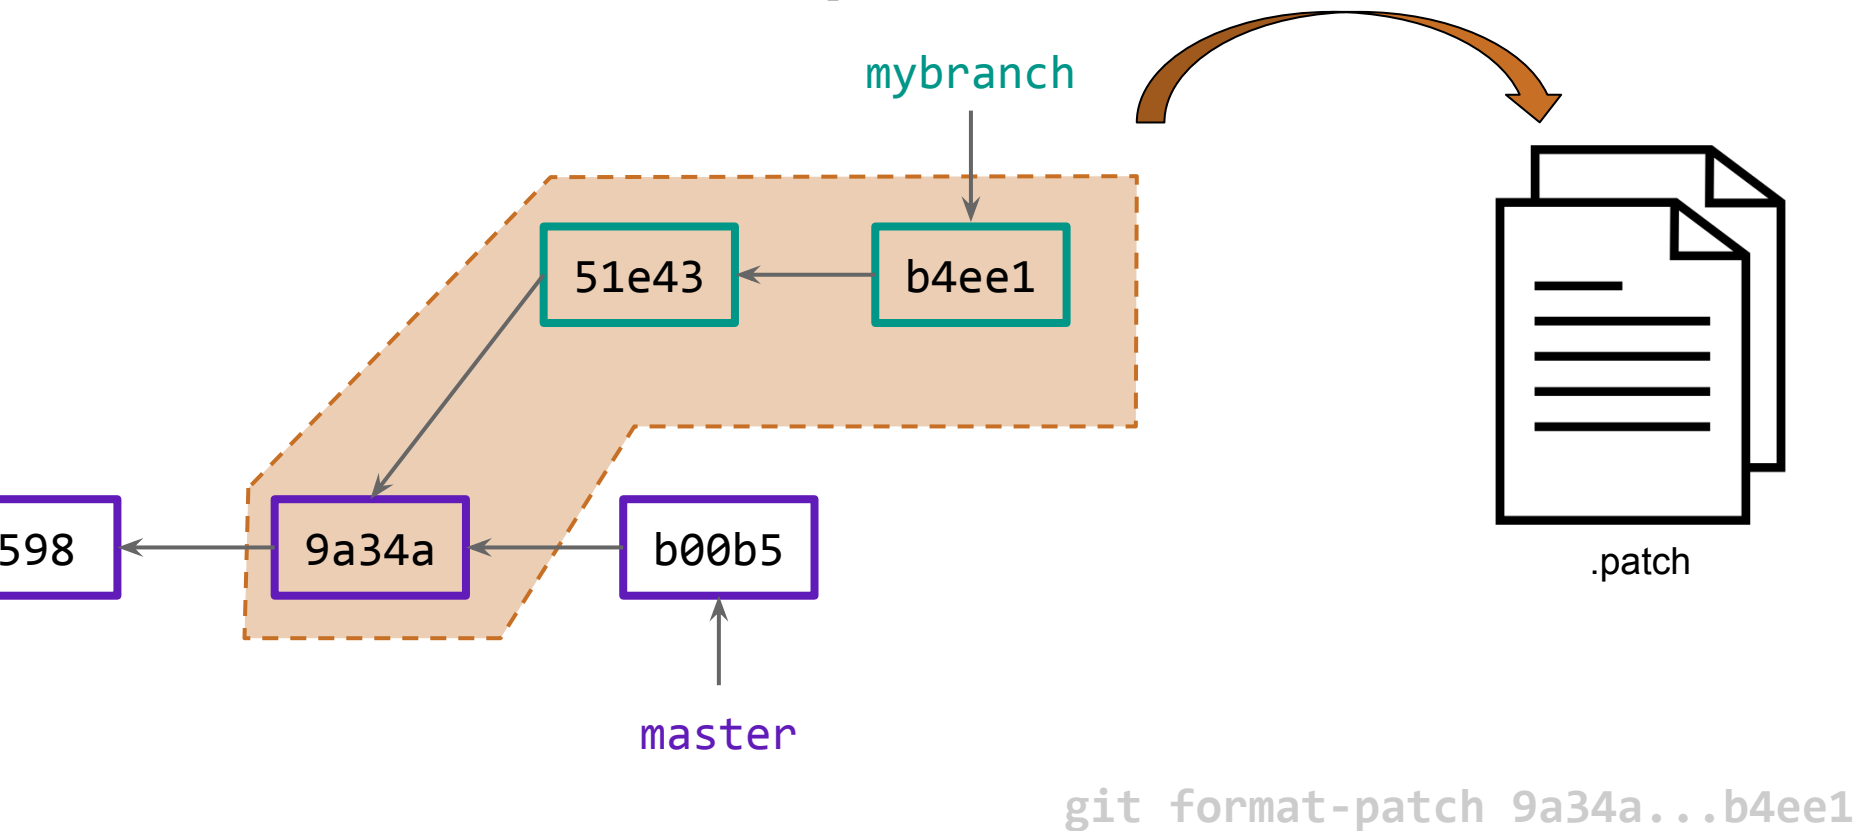 mybranch
51e43
b4ee1
598
9a34a
b00b5
.patch
master
git format-patch 9a34a...b4ee1